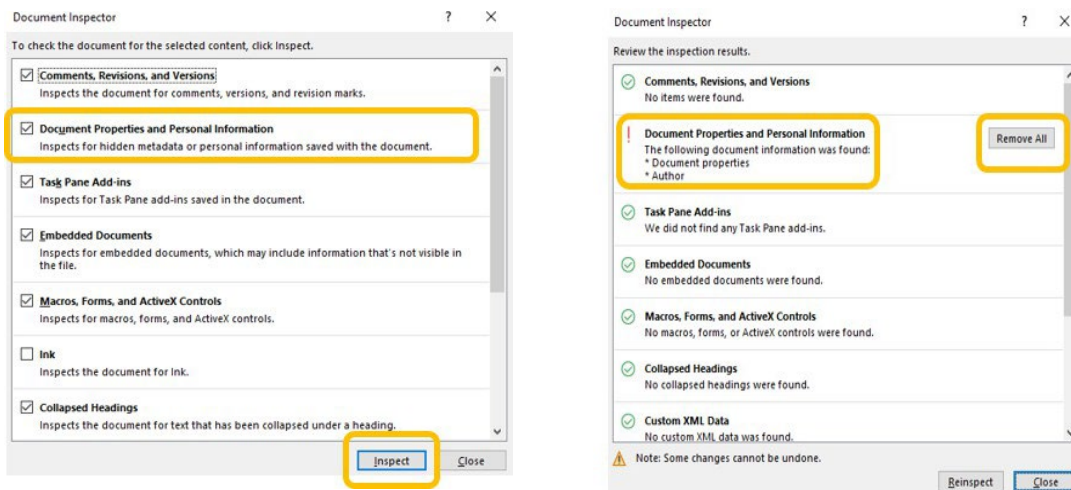 Document Inspector
?
To check the document for the selected content, click Inspect.
Comments, Revisions, and Versions
Inspects the document for comments, versions, and revision marks.
Document Properties and Personal Information
Inspects for hidden metadata or personal information saved with the document.
Task Pane Add-ins
Inspects for Task Pane add-ins saved in the document.
Embedded Documents
Inspects for embedded documents, which may include information that's not visible in
the file.
Macros, Forms, and ActiveX Controls
Inspects for macros, forms, and ActiveX controls.
Ink
Inspects the document for Ink.
Collapsed Headings
Inspects the document for text that has been collapsed under a heading.
Inspect
Close
Document Inspector
?
Review the inspection results.
Comments, Revisions, and Versions
No items were found.
! Document Properties and Personal Information
The following document information was found:
* Document properties
* Author
Remove All
Task Pane Add-ins
We did not find any Task Pane add-ins.
Embedded Documents
No embedded documents were found.
Macros, Forms, and ActiveX Controls
No macros, forms, or ActiveX controls were found.
Collapsed Headings
No collapsed headings were found.
Custom XML Data
No custom XML data was found.
Note: Some changes cannot be undone.
Reinspect
Close